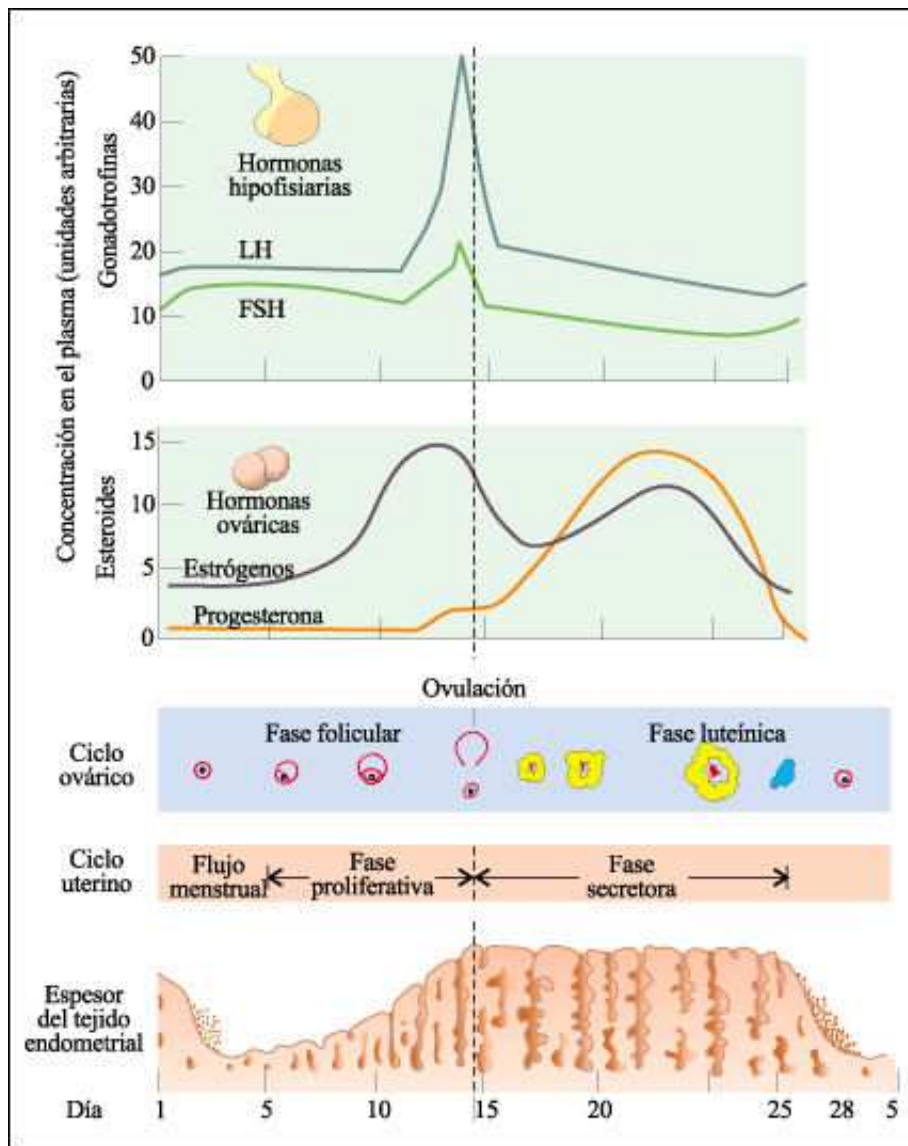 Concentración en el plasma (unidades arbitrarias)
Gonadotrofinas
50
40
30
20
10
0
Hormonas
hipofisiarias
LH
FSH
Esteroides
15
10
5
0
Hormonas
ováricas
Estrógenos
Progesterona
Ovulación
Ciclo
ovárico
Fase folicular
Fase luteínica
Ciclo
uterino
Flujo
menstrual
Fase
proliferativa
Fase
secretora
Espesor
del tejido
endometrial
Día
1 5 10 15 20 25 28 5